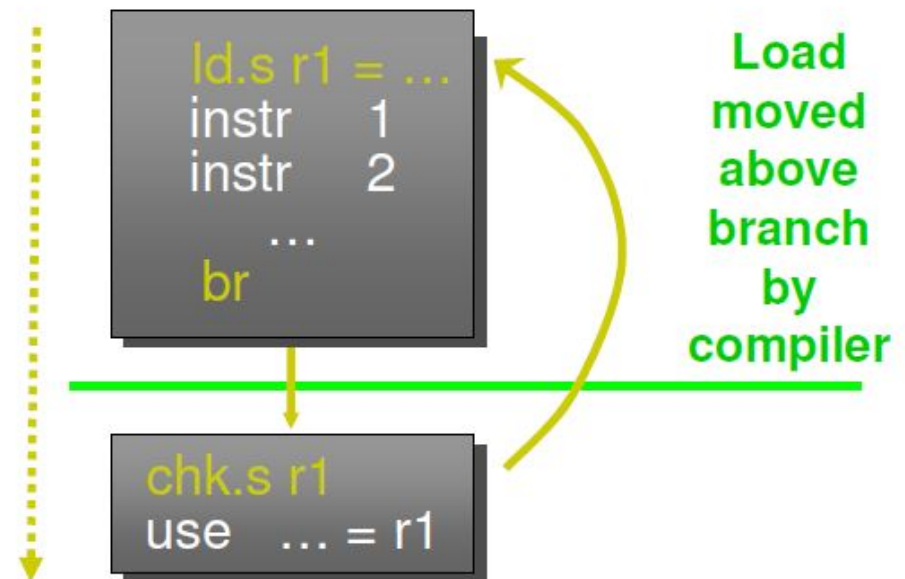 ld.s r1 = ...
instr 1
instr 2
...
br
chk.s r1
use ... = r1
Load
moved
above
branch
by
compiler